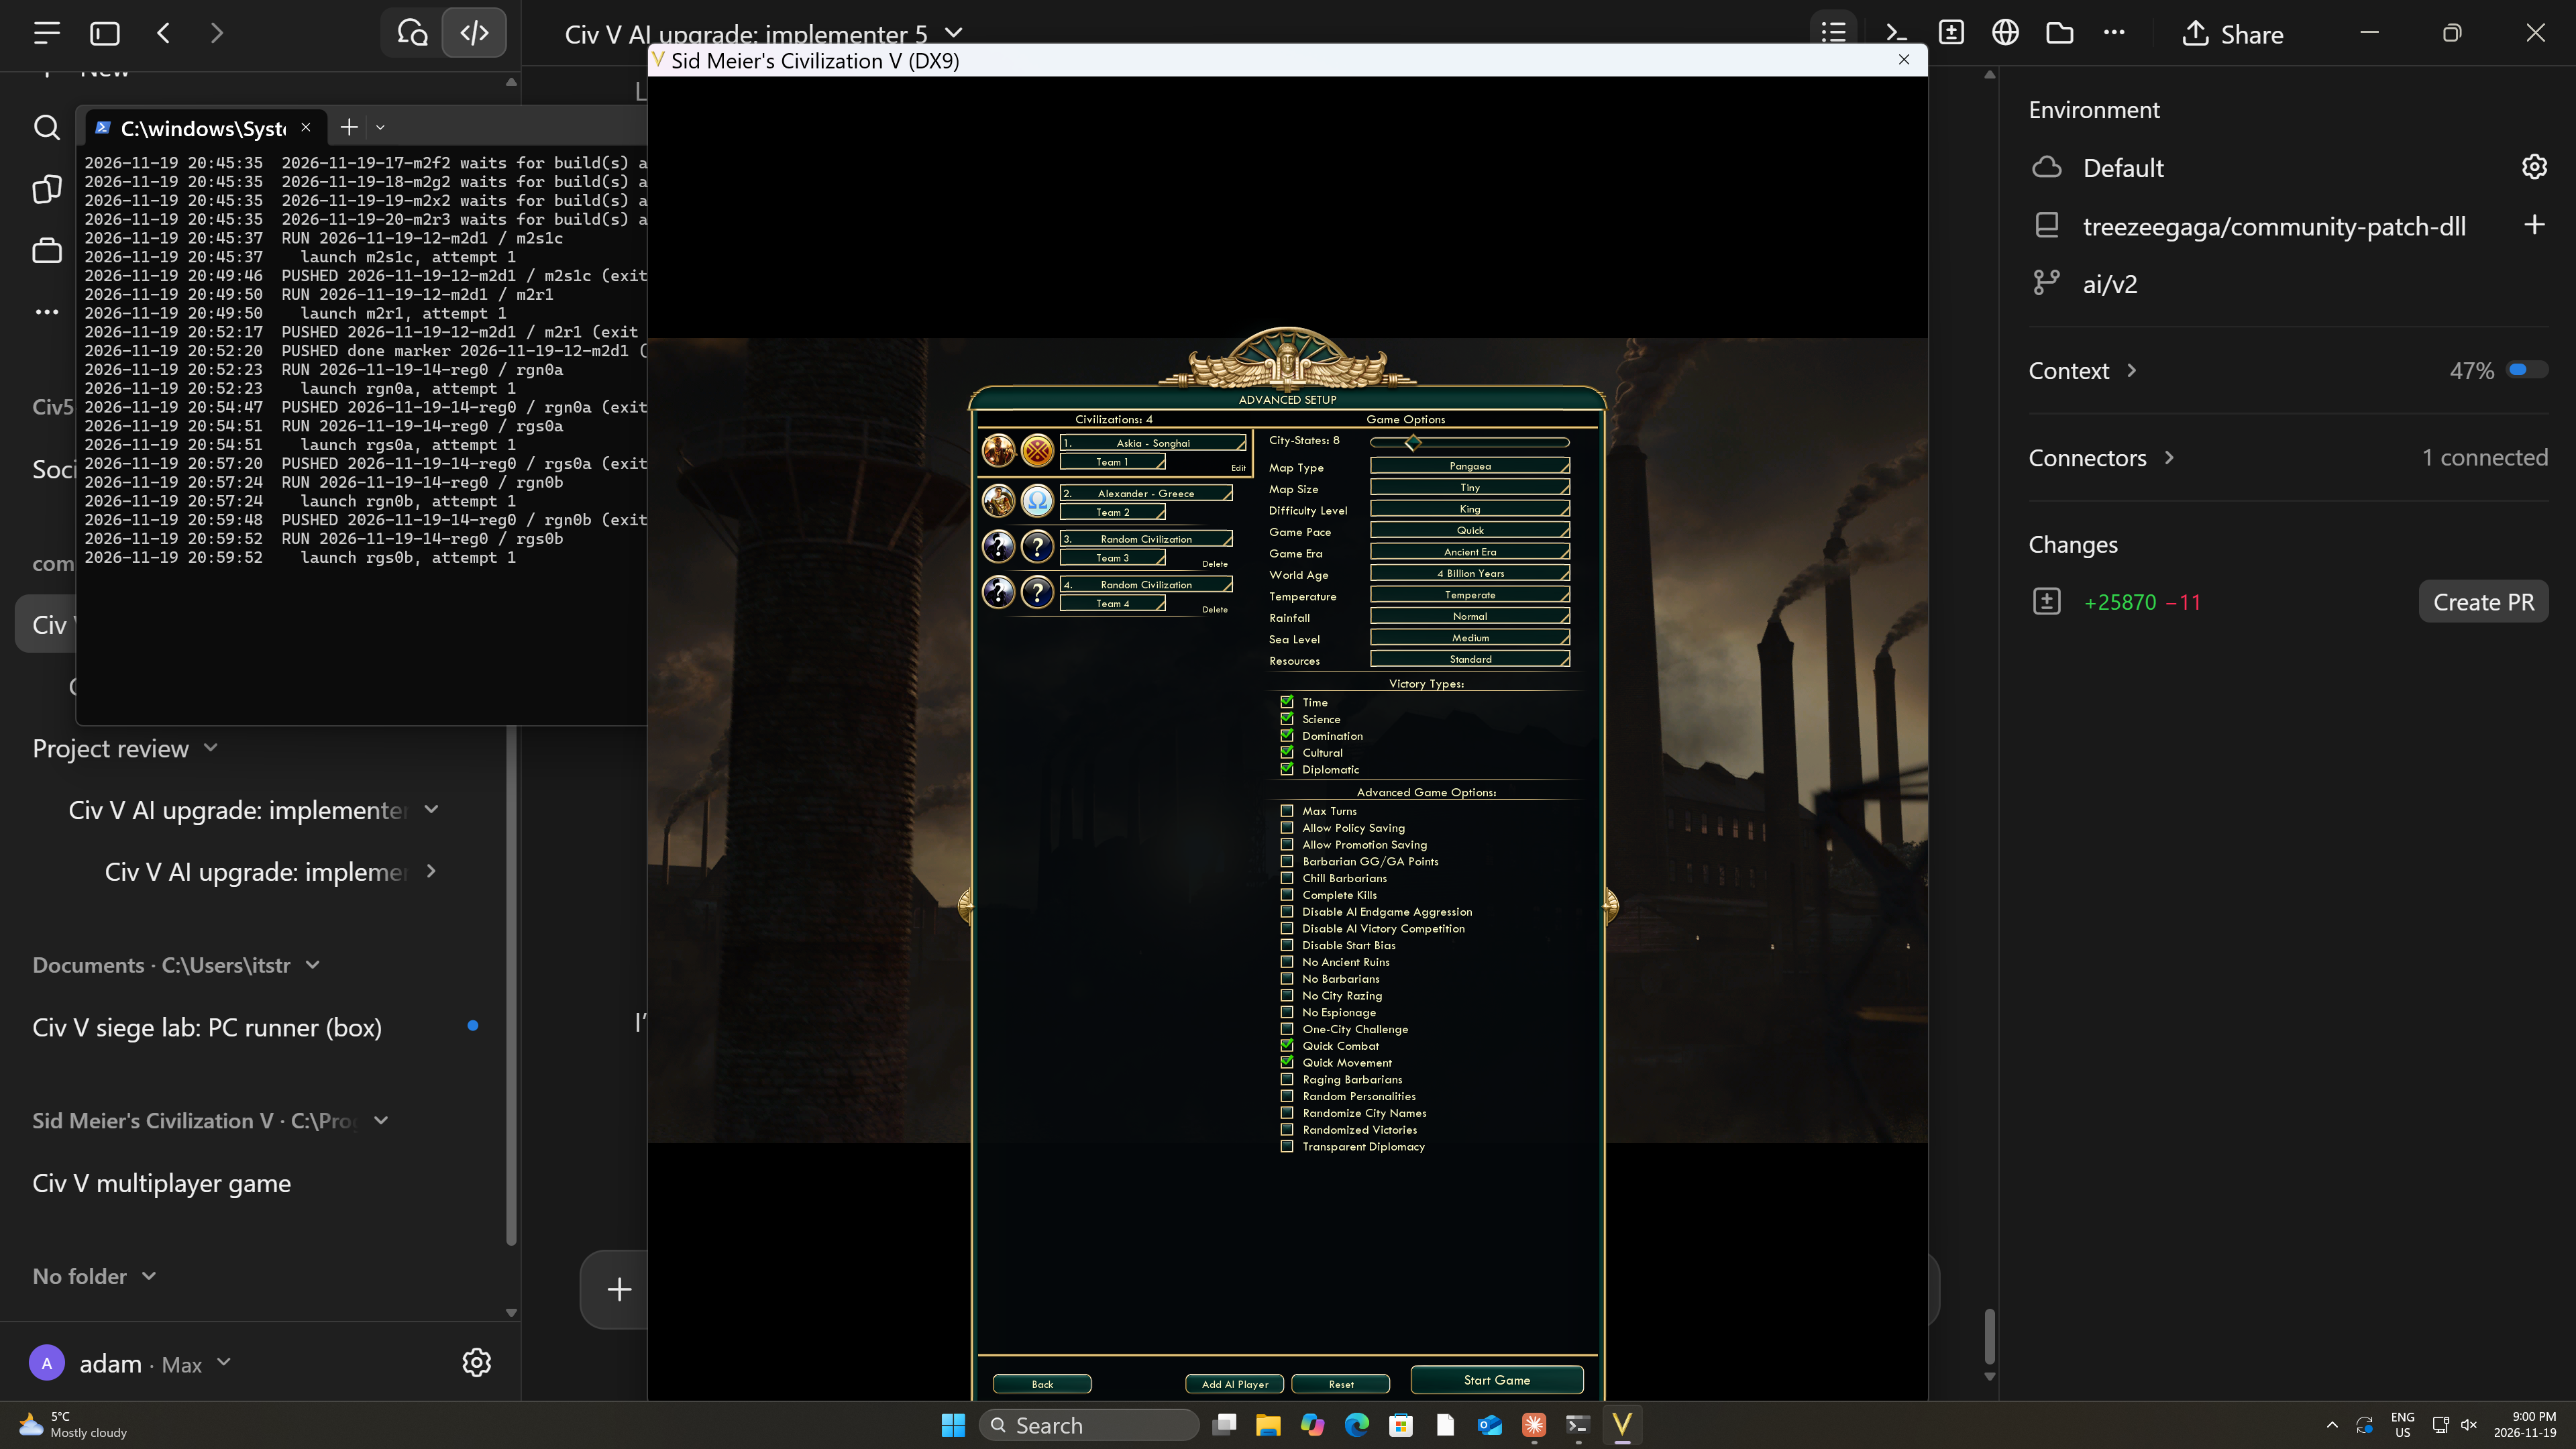 Civ V AI upgrade: implementer 5
Share
New
Sid Meier's Civilization V (DX9)
C:\windows\Syst
2026-11-19 20:45:35  2026-11-19-17-m2f2 waits for build(s) a
2026-11-19 20:45:35  2026-11-19-18-m2g2 waits for build(s) a
2026-11-19 20:45:35  2026-11-19-19-m2x2 waits for build(s) a
2026-11-19 20:45:35  2026-11-19-20-m2r3 waits for build(s) a
2026-11-19 20:45:37  RUN 2026-11-19-12-m2d1 / m2s1c
2026-11-19 20:45:37    launch m2s1c, attempt 1
2026-11-19 20:49:46  PUSHED 2026-11-19-12-m2d1 / m2s1c (exit
2026-11-19 20:49:50  RUN 2026-11-19-12-m2d1 / m2r1
2026-11-19 20:49:50    launch m2r1, attempt 1
2026-11-19 20:52:17  PUSHED 2026-11-19-12-m2d1 / m2r1 (exit
2026-11-19 20:52:20  PUSHED done marker 2026-11-19-12-m2d1 (
2026-11-19 20:52:23  RUN 2026-11-19-14-reg0 / rgn0a
2026-11-19 20:52:23    launch rgn0a, attempt 1
2026-11-19 20:54:47  PUSHED 2026-11-19-14-reg0 / rgn0a (exit
2026-11-19 20:54:51  RUN 2026-11-19-14-reg0 / rgs0a
2026-11-19 20:54:51    launch rgs0a, attempt 1
2026-11-19 20:57:20  PUSHED 2026-11-19-14-reg0 / rgs0a (exit
2026-11-19 20:57:24  RUN 2026-11-19-14-reg0 / rgn0b
2026-11-19 20:57:24    launch rgn0b, attempt 1
2026-11-19 20:59:48  PUSHED 2026-11-19-14-reg0 / rgn0b (exit
2026-11-19 20:59:52  RUN 2026-11-19-14-reg0 / rgs0b
2026-11-19 20:59:52    launch rgs0b, attempt 1
Civ5
Soci
com
Civ
Project review
Civ V AI upgrade: implementer
Civ V AI upgrade: implemer
Documents · C:\Users\itstr
Civ V siege lab: PC runner (box)
Sid Meier's Civilization V · C:\Prog
Civ V multiplayer game
No folder
A
adam · Max
ADVANCED SETUP
Civilizations: 4
1. Askia - Songhai
Team 1
Edit
2. Alexander - Greece
Team 2
3. Random Civilization
Team 3
Delete
4. Random Civilization
Team 4
Delete
Game Options
City-States: 8
Map Type Pangaea
Map Size Tiny
Difficulty Level King
Game Pace Quick
Game Era Ancient Era
World Age 4 Billion Years
Temperature Temperate
Rainfall Normal
Sea Level Medium
Resources Standard
Victory Types:
Time
Science
Domination
Cultural
Diplomatic
Advanced Game Options:
Max Turns
Allow Policy Saving
Allow Promotion Saving
Barbarian GG/GA Points
Chill Barbarians
Complete Kills
Disable AI Endgame Aggression
Disable AI Victory Competition
Disable Start Bias
No Ancient Ruins
No Barbarians
No City Razing
No Espionage
One-City Challenge
Quick Combat
Quick Movement
Raging Barbarians
Random Personalities
Randomize City Names
Randomized Victories
Transparent Diplomacy
Back
Add AI Player
Reset
Start Game
Environment
Default
treezeegaga/community-patch-dll
ai/v2
Context 47%
Connectors 1 connected
Changes
+25870 −11
Create PR
5°C
Mostly cloudy
Search
ENG
US
9:00 PM
2026-11-19